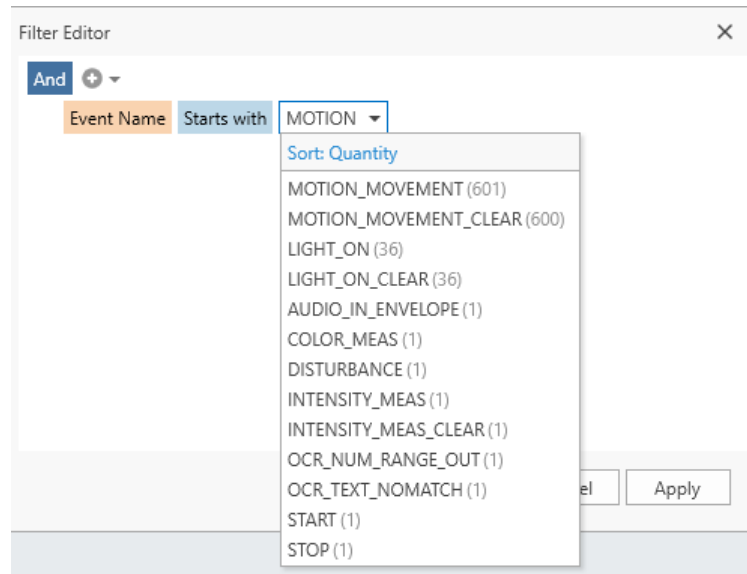 Filter Editor
And
Event Name Starts with MOTION
Sort: Quantity
MOTION_MOVEMENT (601)
MOTION_MOVEMENT_CLEAR (600)
LIGHT_ON (36)
LIGHT_ON_CLEAR (36)
AUDIO_IN_ENVELOPE (1)
COLOR_MEAS (1)
DISTURBANCE (1)
INTENSITY_MEAS (1)
INTENSITY_MEAS_CLEAR (1)
OCR_NUM_RANGE_OUT (1)
OCR_TEXT_NOMATCH (1)
START (1)
STOP (1)
el Apply